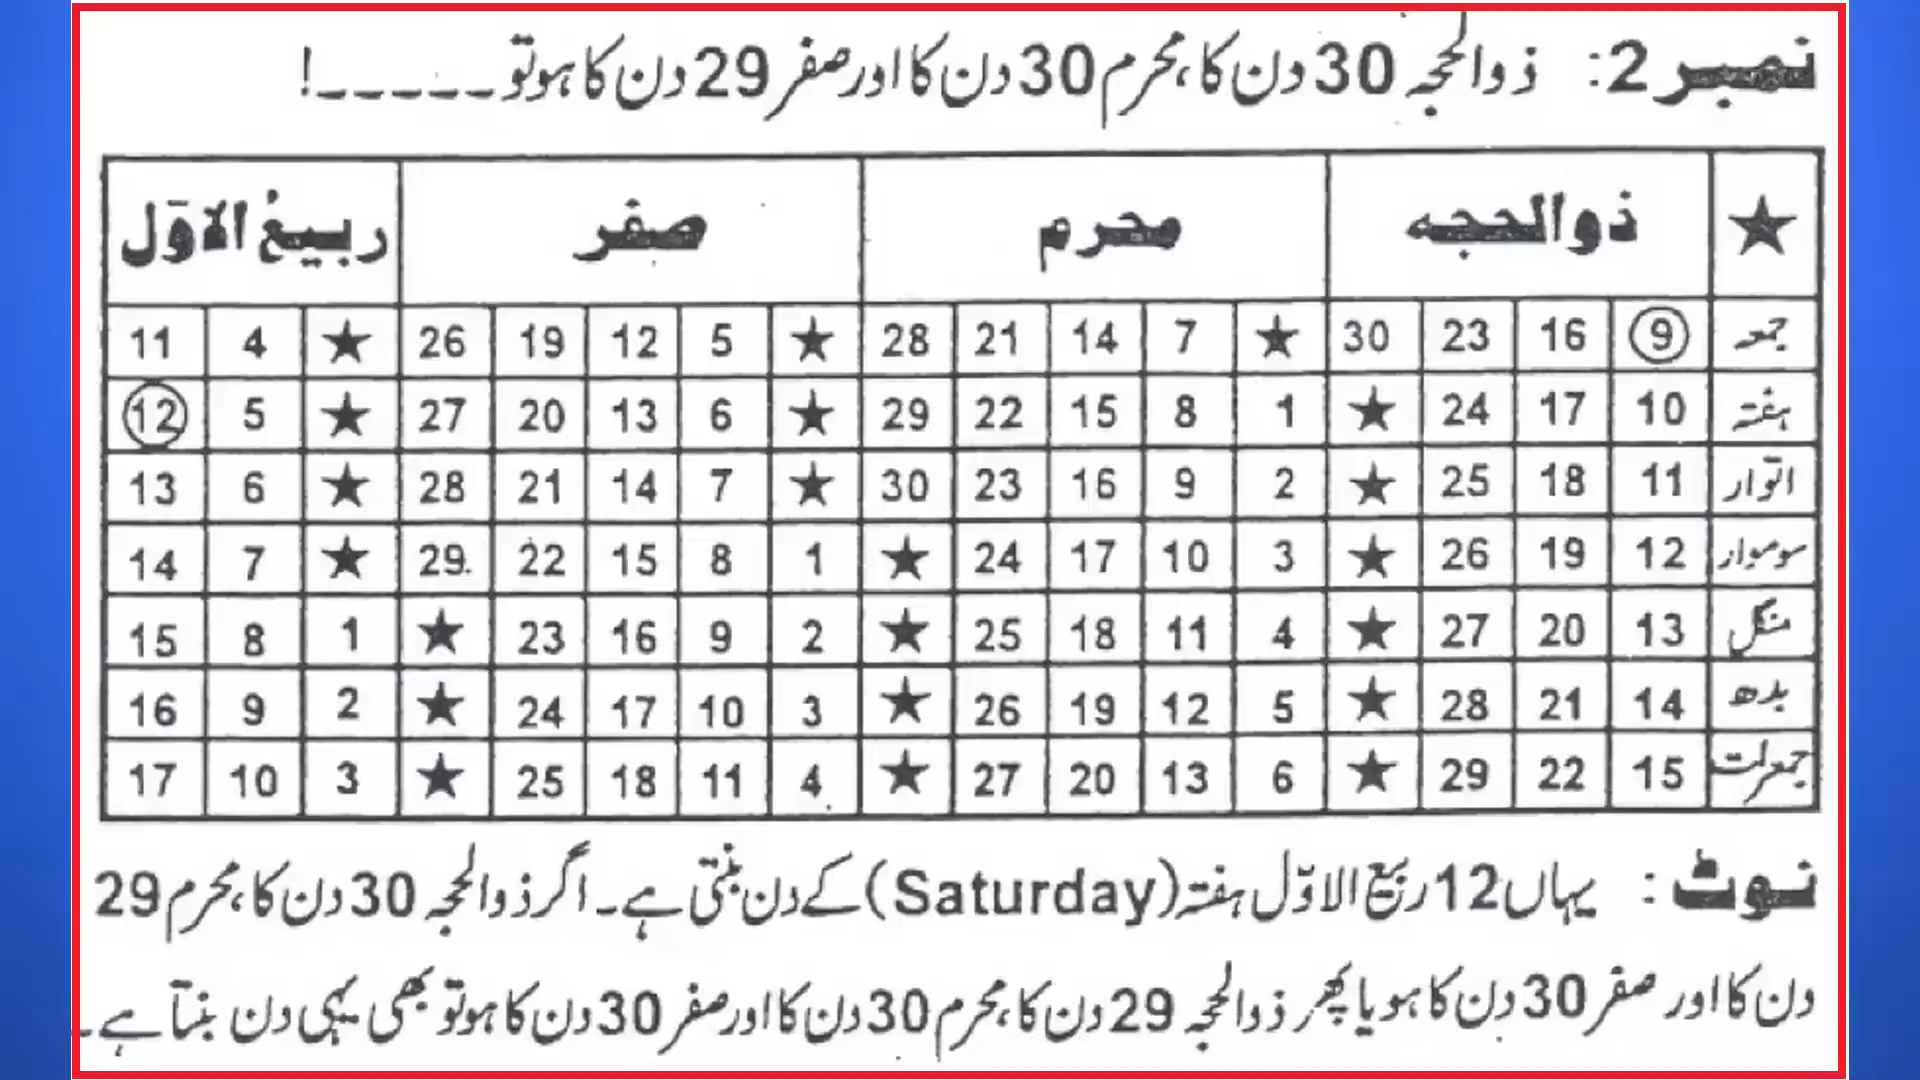 نمبر 2: ذوالحجہ 30 دن کا، محرم 30 دن کا اور صفر 29 دن کا ہو تو -----!
★ ذوالحجه محرم صفر ربیعُ الاوّل
جمعہ 9 16 23 30 ★ 7 14 21 28 ★ 5 12 19 26 ★ 4 11
ہفتہ 10 17 24 ★ 1 8 15 22 29 ★ 6 13 20 27 ★ 5 12
اتوار 11 18 25 ★ 2 9 16 23 30 ★ 7 14 21 28 ★ 6 13
سوموار 12 19 26 ★ 3 10 17 24 ★ 1 8 15 22 29 ★ 7 14
منگل 13 20 27 ★ 4 11 18 25 ★ 2 9 16 23 ★ 1 8 15
بدھ 14 21 28 ★ 5 12 19 26 ★ 3 10 17 24 ★ 2 9 16
جمعرات 15 22 29 ★ 6 13 20 27 ★ 4 11 18 25 ★ 3 10 17
نوٹ: یہاں 12 ربیع الاوّل ہفتہ (Saturday) کے دن بنتی ہے۔ اگر ذوالحجہ 30 دن کا، محرم 29
دن کا اور صفر 30 دن کا ہو یا پھر ذوالحجہ 29 دن کا، محرم 30 دن کا اور صفر 30 دن کا ہو تو بھی یہی دن بنتا ہے۔